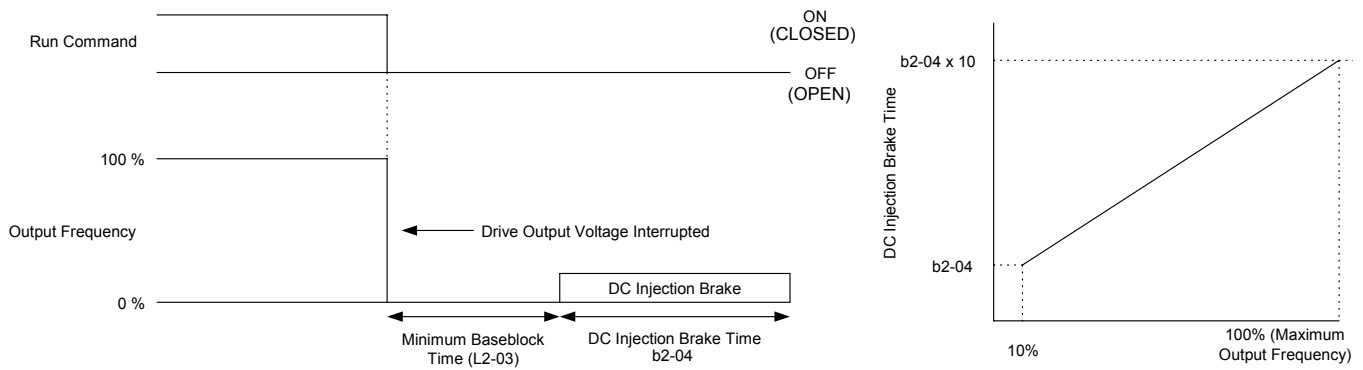 Run Command
ON
(CLOSED)
OFF
(OPEN)
100 %
Output Frequency
Drive Output Voltage Interrupted
DC Injection Brake
0 %
Minimum Baseblock
Time (L2-03)
DC Injection Brake Time
b2-04
DC Injection Brake Time
b2-04 x 10
b2-04
10%
100% (Maximum
Output Frequency)